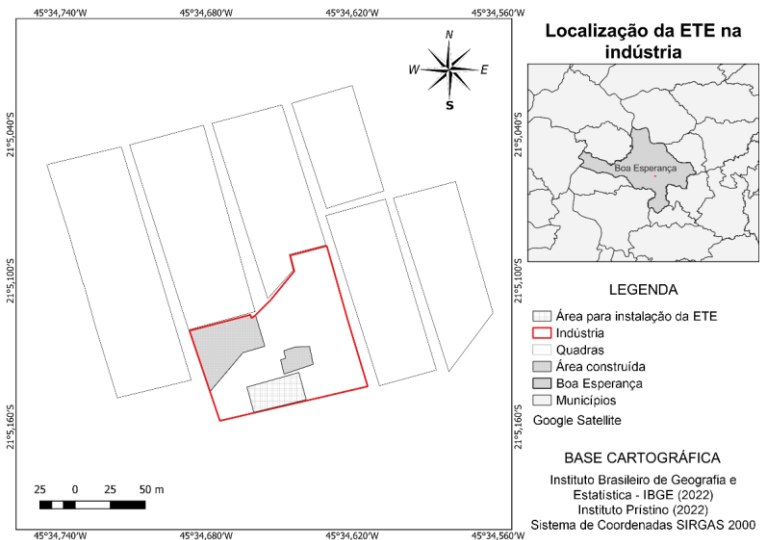 45°34,740'W 45°34,680'W 45°34,620'W 45°34,560'W
N
W E
S
21°5,040'S 21°5,040'S
21°5,100'S 21°5,100'S
21°5,160'S 21°5,160'S
25 0 25 50 m
45°34,740'W 45°34,680'W 45°34,620'W 45°34,560'W
Localização da ETE na
indústria
Boa Esperança
LEGENDA
Área para instalação da ETE
Indústria
Quadras
Área construída
Boa Esperança
Municípios
Google Satellite
BASE CARTOGRÁFICA
Instituto Brasileiro de Geografia e
Estatística - IBGE (2022)
Instituto Prístino (2022)
Sistema de Coordenadas SIRGAS 2000